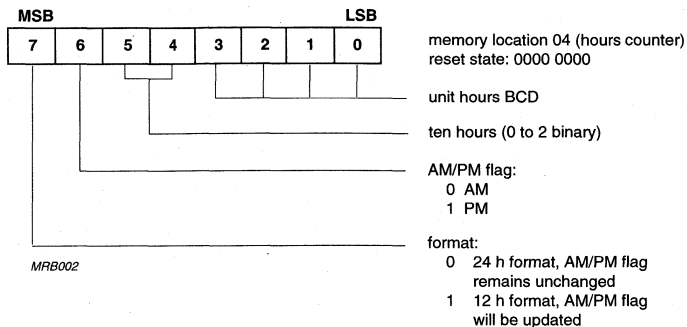 MSB LSB
7 6 5 4 3 2 1 0
memory location 04 (hours counter)
reset state: 0000 0000
unit hours BCD
ten hours (0 to 2 binary)
AM/PM flag:
0 AM
1 PM
format:
0 24 h format, AM/PM flag
remains unchanged
1 12 h format, AM/PM flag
will be updated
MRB002